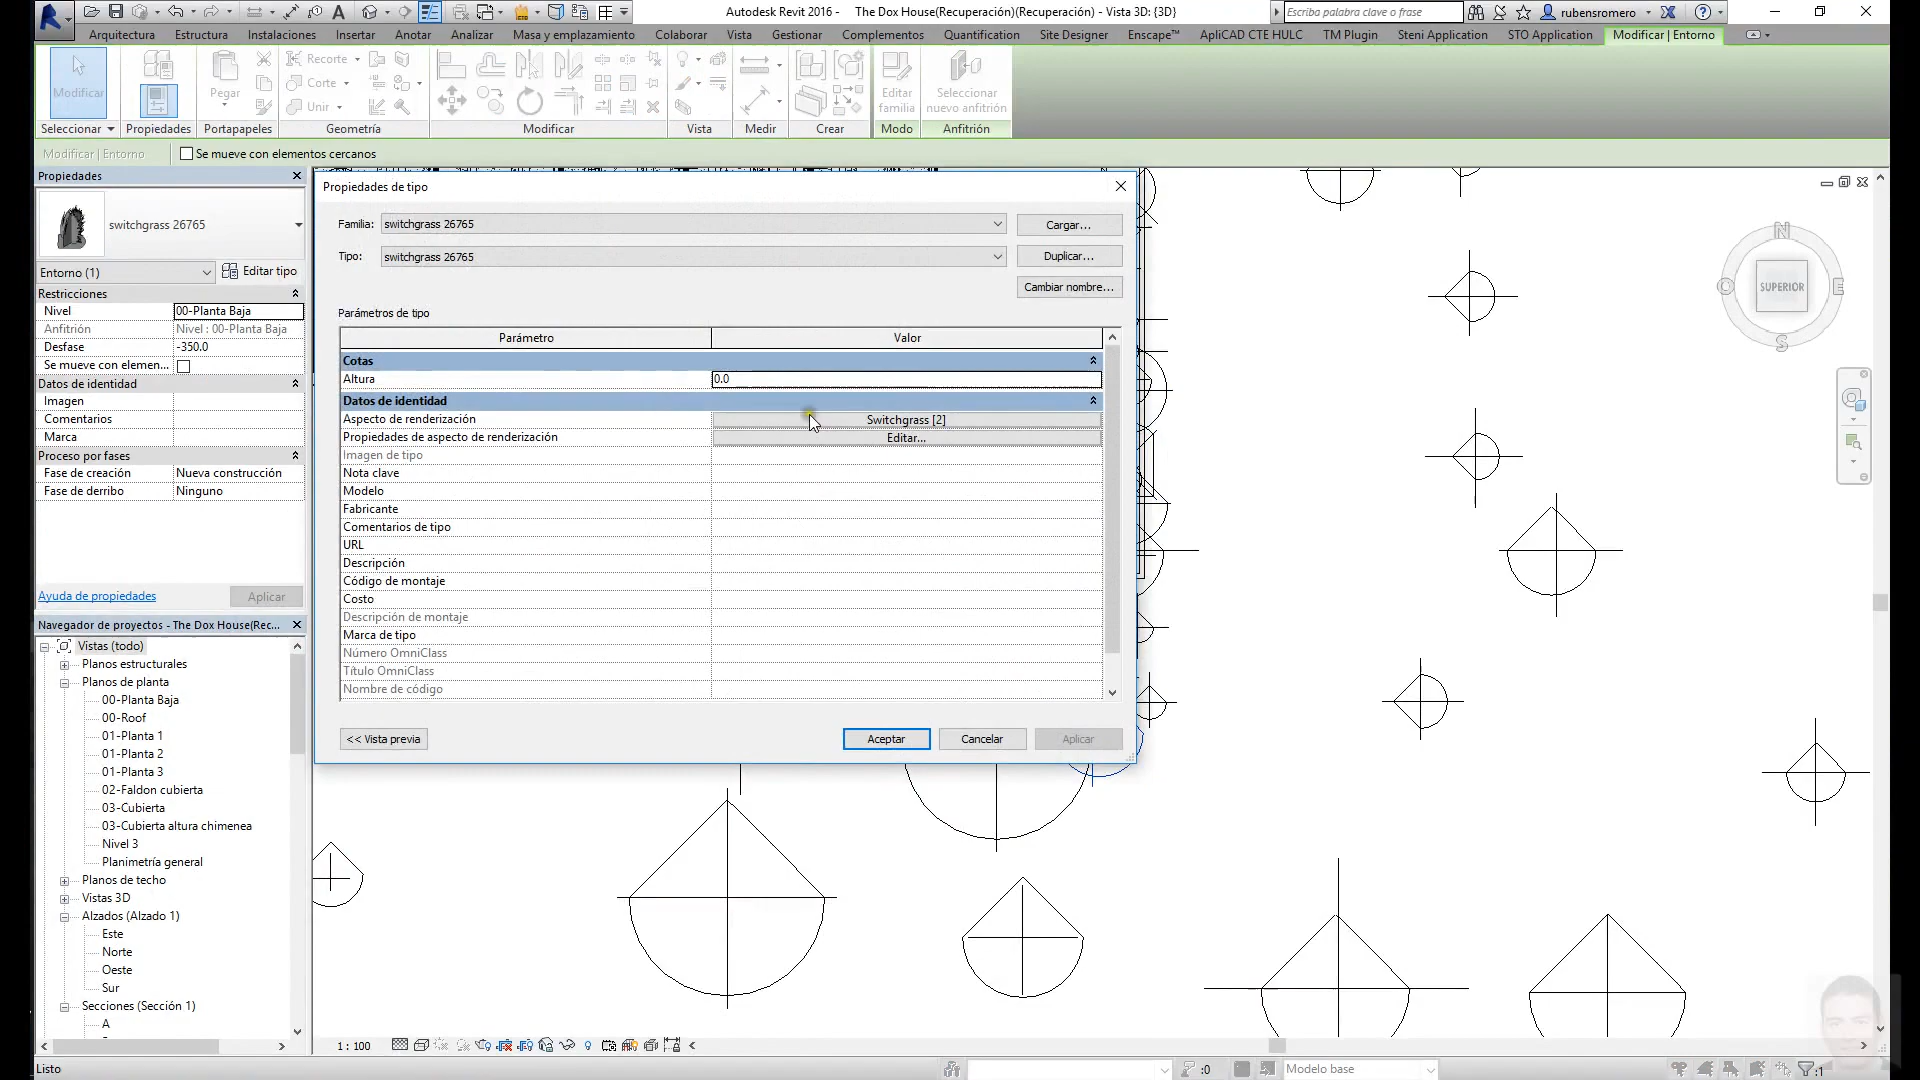 Autodesk Revit 2016 - The Dox House(Recuperación)(Recuperación) - Vista 3D: {3D}
Escriba palabra clave o frase
rubensromero
Arquitectura Estructura Instalaciones Insertar Anotar Analizar Masa y emplazamiento Colaborar Vista Gestionar Complementos Quantification Site Designer Enscape™ ApliCAD CTE HULC TM Plugin Steni Application STO Application Modificar | Entorno
Modificar
Pegar
Recorte
Corte
Unir
Editar
familia
Seleccionar
nuevo anfitrión
Seleccionar Propiedades Portapapeles Geometría Modificar Vista Medir Crear Modo Anfitrión
Modificar | Entorno Se mueve con elementos cercanos
Propiedades
switchgrass 26765
Entorno (1) Editar tipo
Restricciones
Nivel 00-Planta Baja
Anfitrión Nivel : 00-Planta Baja
Desfase -350.0
Se mueve con elemen...
Datos de identidad
Imagen
Comentarios
Marca
Proceso por fases
Fase de creación Nueva construcción
Fase de derribo Ninguno
Ayuda de propiedades Aplicar
Navegador de proyectos - The Dox House(Rec...
Vistas (todo)
Planos estructurales
Planos de planta
00-Planta Baja
00-Roof
01-Planta 1
01-Planta 2
01-Planta 3
02-Faldon cubierta
03-Cubierta
03-Cubierta altura chimenea
Nivel 3
Planimetría general
Planos de techo
Vistas 3D
Alzados (Alzado 1)
Este
Norte
Oeste
Sur
Secciones (Sección 1)
A
Propiedades de tipo
Familia: switchgrass 26765 Cargar...
Tipo: switchgrass 26765 Duplicar...
Cambiar nombre...
Parámetros de tipo
Parámetro Valor
Cotas
Altura 0.0
Datos de identidad
Aspecto de renderización Switchgrass [2]
Propiedades de aspecto de renderización Editar...
Imagen de tipo
Nota clave
Modelo
Fabricante
Comentarios de tipo
URL
Descripción
Código de montaje
Costo
Descripción de montaje
Marca de tipo
Número OmniClass
Título OmniClass
Nombre de código
<< Vista previa Aceptar Cancelar Aplicar
N
O SUPERIOR E
S
1 : 100
Listo :0 Modelo base :1